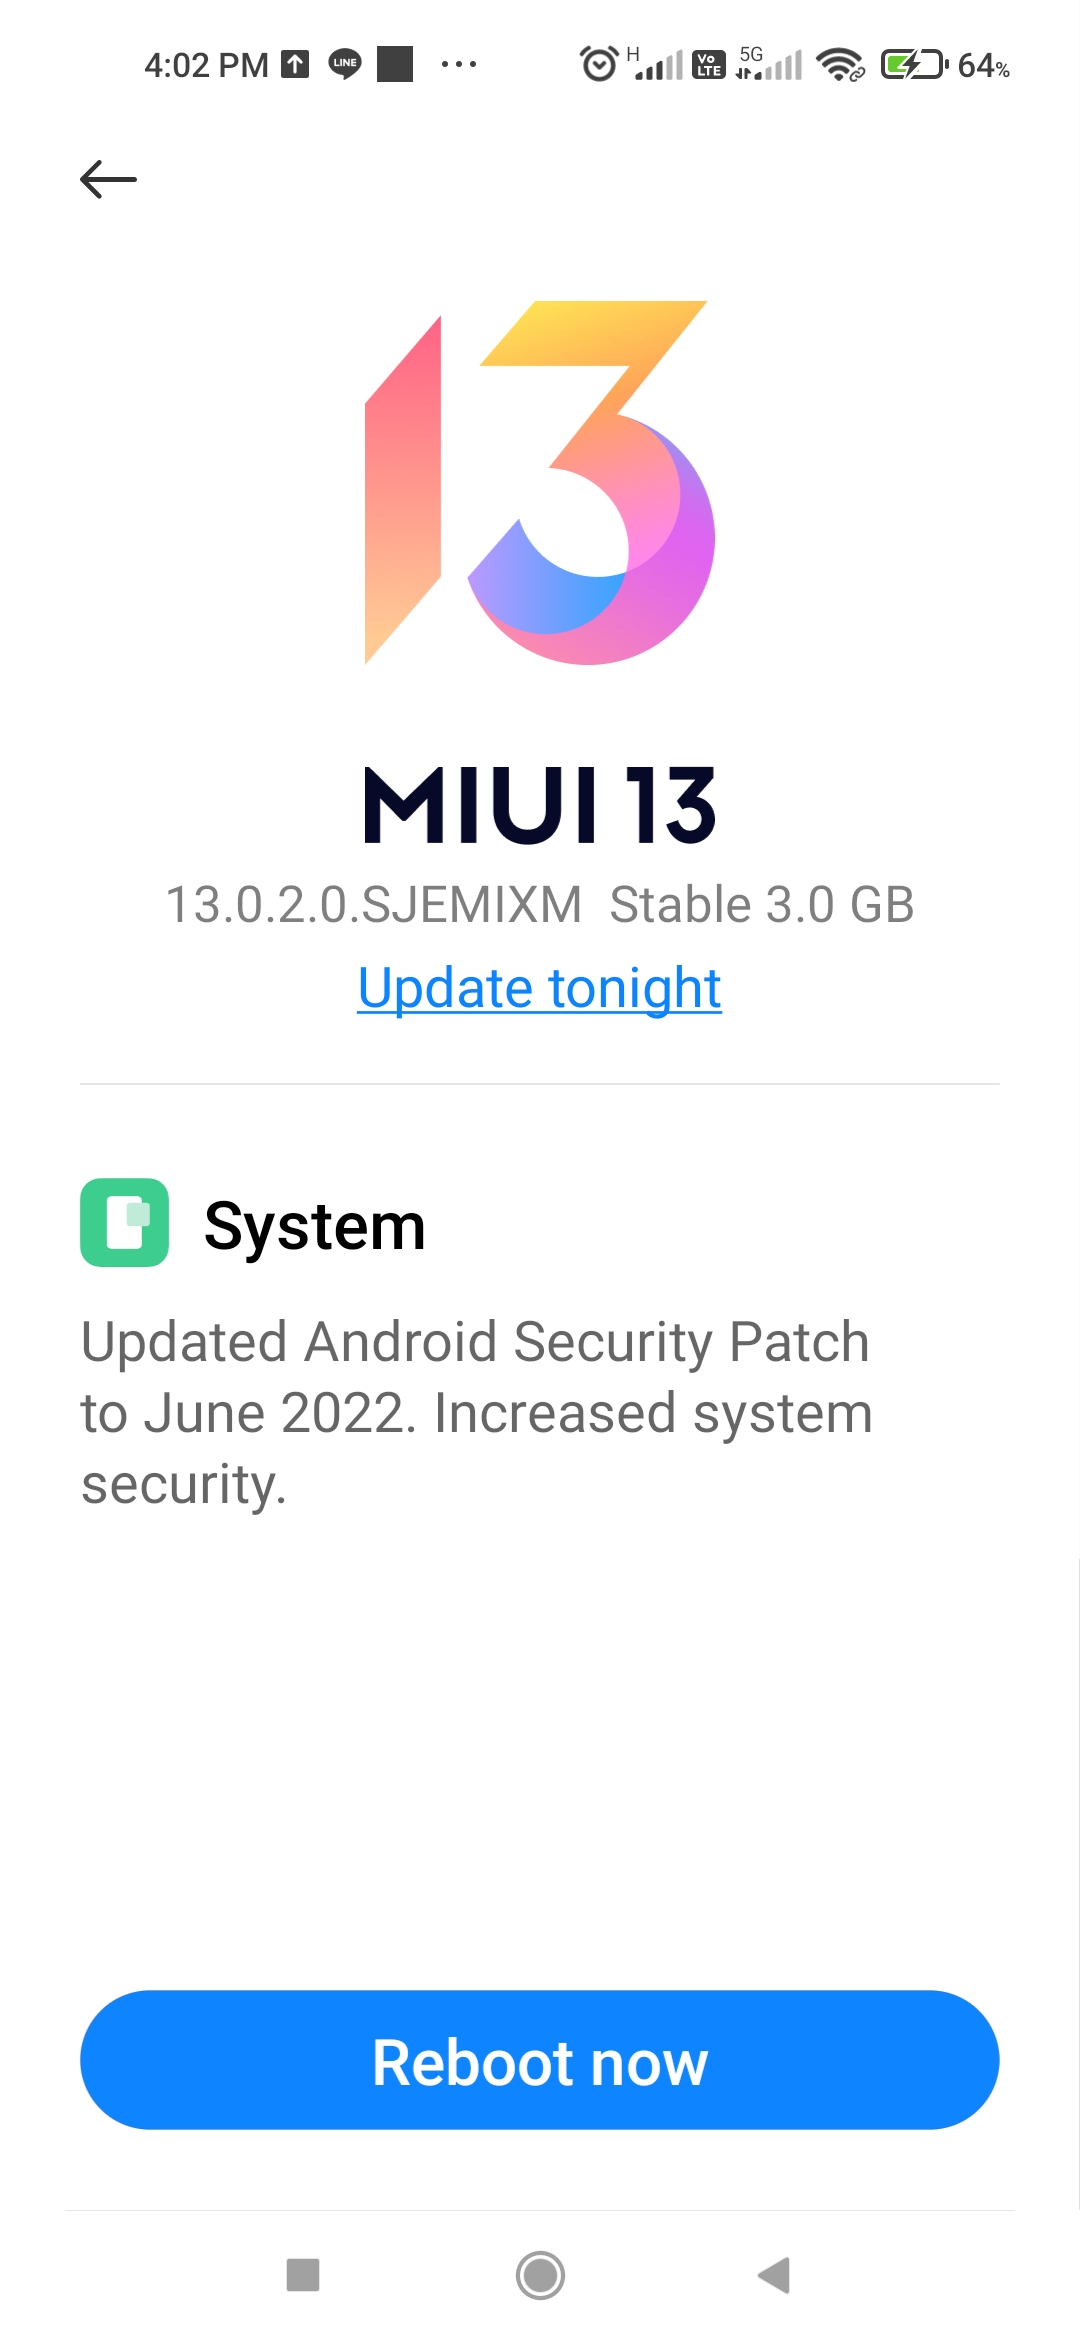 4:02 PM LINE H Vo LTE 5G 64%
13
MIUI 13
13.0.2.0.SJEMIXM Stable 3.0 GB
Update tonight
System
Updated Android Security Patch
to June 2022. Increased system
security.
Reboot now